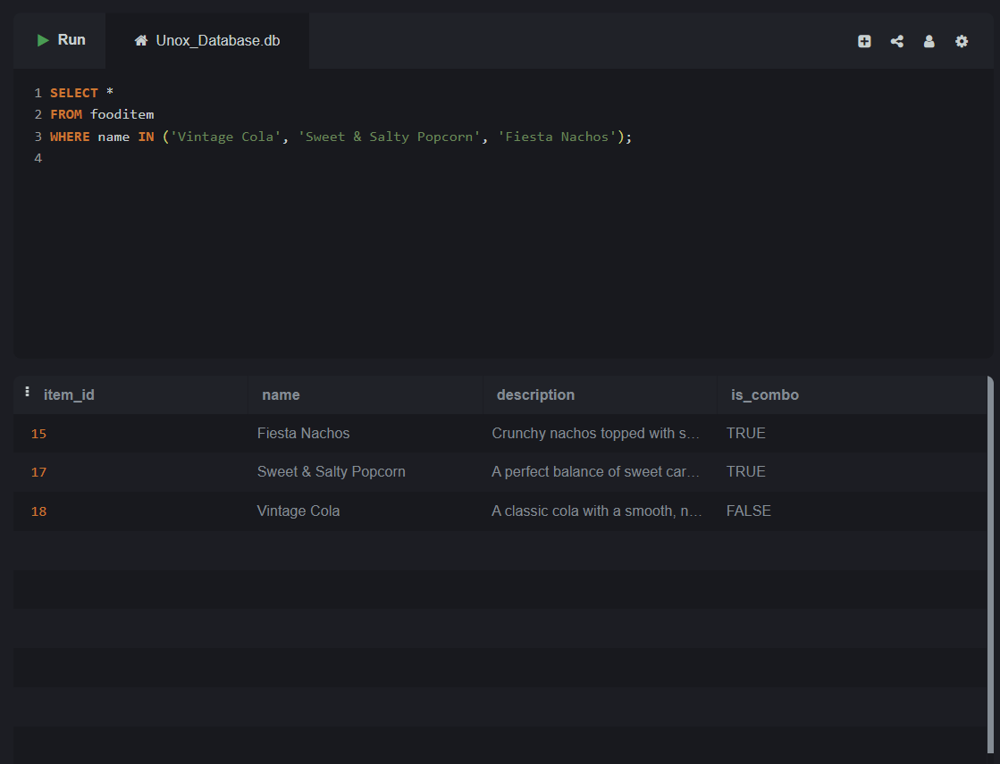 Run Unox_Database.db
1 SELECT *
2 FROM fooditem
3 WHERE name IN ('Vintage Cola', 'Sweet & Salty Popcorn', 'Fiesta Nachos');
4
item_id name description is_combo
15 Fiesta Nachos Crunchy nachos topped with s... TRUE
17 Sweet & Salty Popcorn A perfect balance of sweet car... TRUE
18 Vintage Cola A classic cola with a smooth, n... FALSE